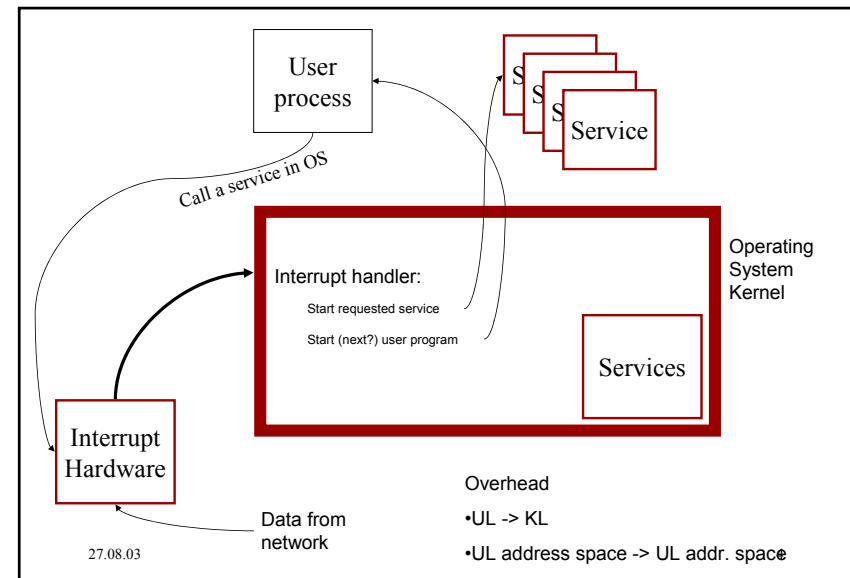 User
process
S
S
S
Service
Call a service in OS
Operating
System
Kernel
Interrupt handler:
Start requested service
Start (next?) user program
Services
Interrupt
Hardware
Data from
network
Overhead
•UL -> KL
•UL address space -> UL addr. space
27.08.03